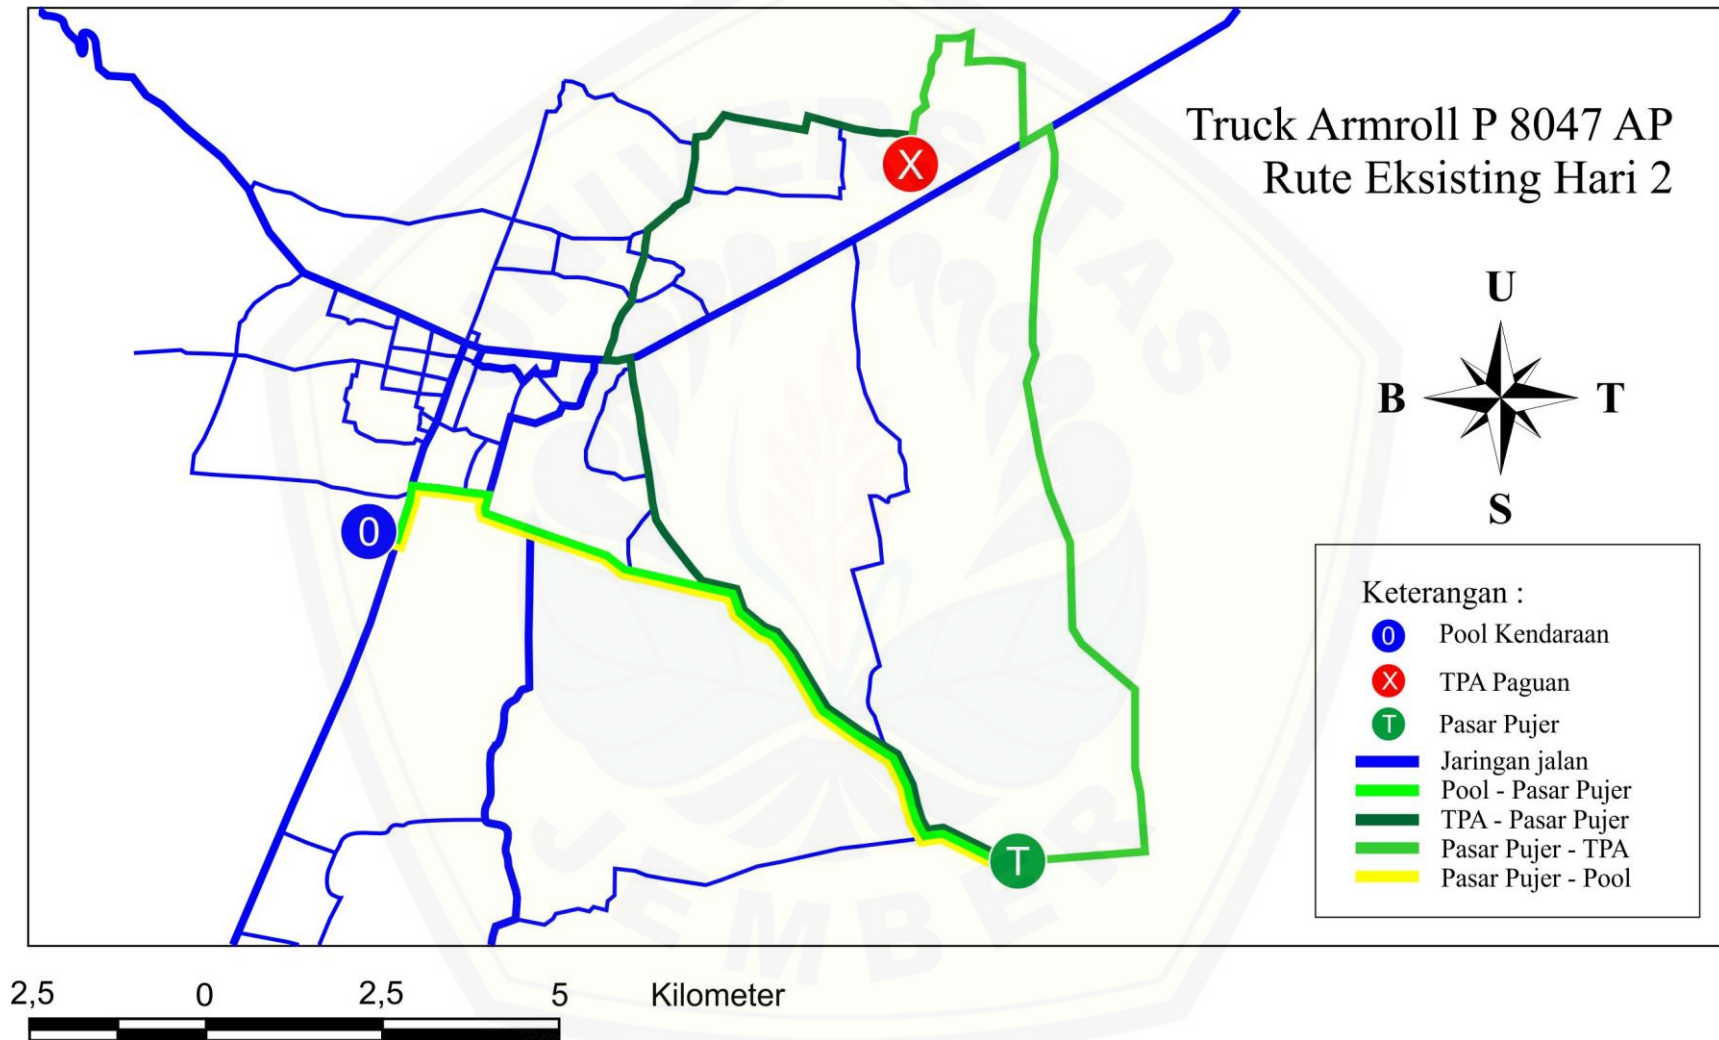 UNIVERSITAS
Truck Armroll P 8047 AP
Rute Eksisting Hari 2
X
U
B
T
S
0
Keterangan :
0 Pool Kendaraan
X TPA Paguan
T Pasar Pujer
Jaringan jalan
Pool - Pasar Pujer
TPA - Pasar Pujer
Pasar Pujer - TPA
Pasar Pujer - Pool
T
JEMBER
2,5 0 2,5 5 Kilometer